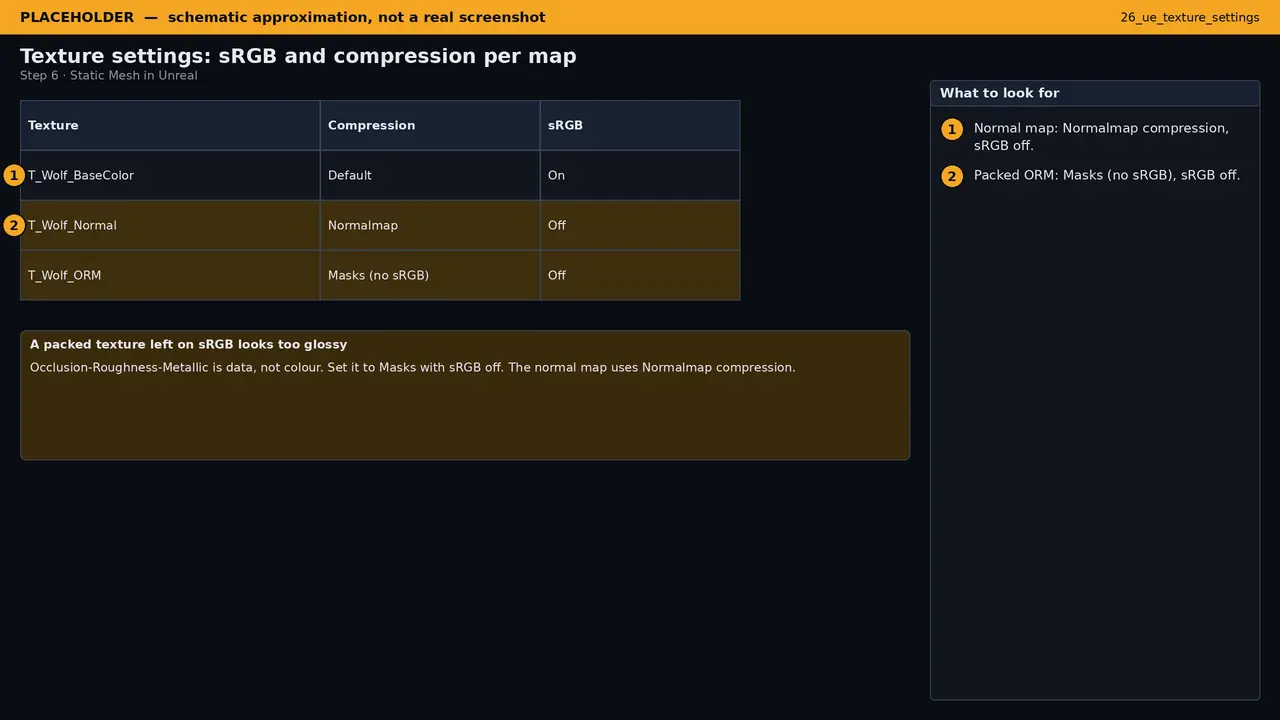 PLACEHOLDER — schematic approximation, not a real screenshot
26_ue_texture_settings
Texture settings: sRGB and compression per map
Step 6 · Static Mesh in Unreal
Texture Compression sRGB
1 T_Wolf_BaseColor Default On
2 T_Wolf_Normal Normalmap Off
T_Wolf_ORM Masks (no sRGB) Off
A packed texture left on sRGB looks too glossy
Occlusion-Roughness-Metallic is data, not colour. Set it to Masks with sRGB off. The normal map uses Normalmap compression.
What to look for
1 Normal map: Normalmap compression,
sRGB off.
2 Packed ORM: Masks (no sRGB), sRGB off.